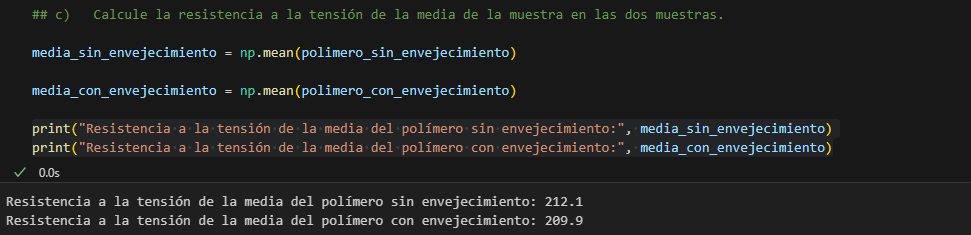 ## c)   Calcule la resistencia a la tensión de la media de la muestra en las dos muestras.
media_sin_envejecimiento = np.mean(polimero_sin_envejecimiento)
media_con_envejecimiento = np.mean(polimero_con_envejecimiento)
print("Resistencia a la tensión de la media del polímero sin envejecimiento:", media_sin_envejecimiento)
print("Resistencia a la tensión de la media del polímero con envejecimiento:", media_con_envejecimiento)
✓ 0.0s
Resistencia a la tensión de la media del polímero sin envejecimiento: 212.1
Resistencia a la tensión de la media del polímero con envejecimiento: 209.9